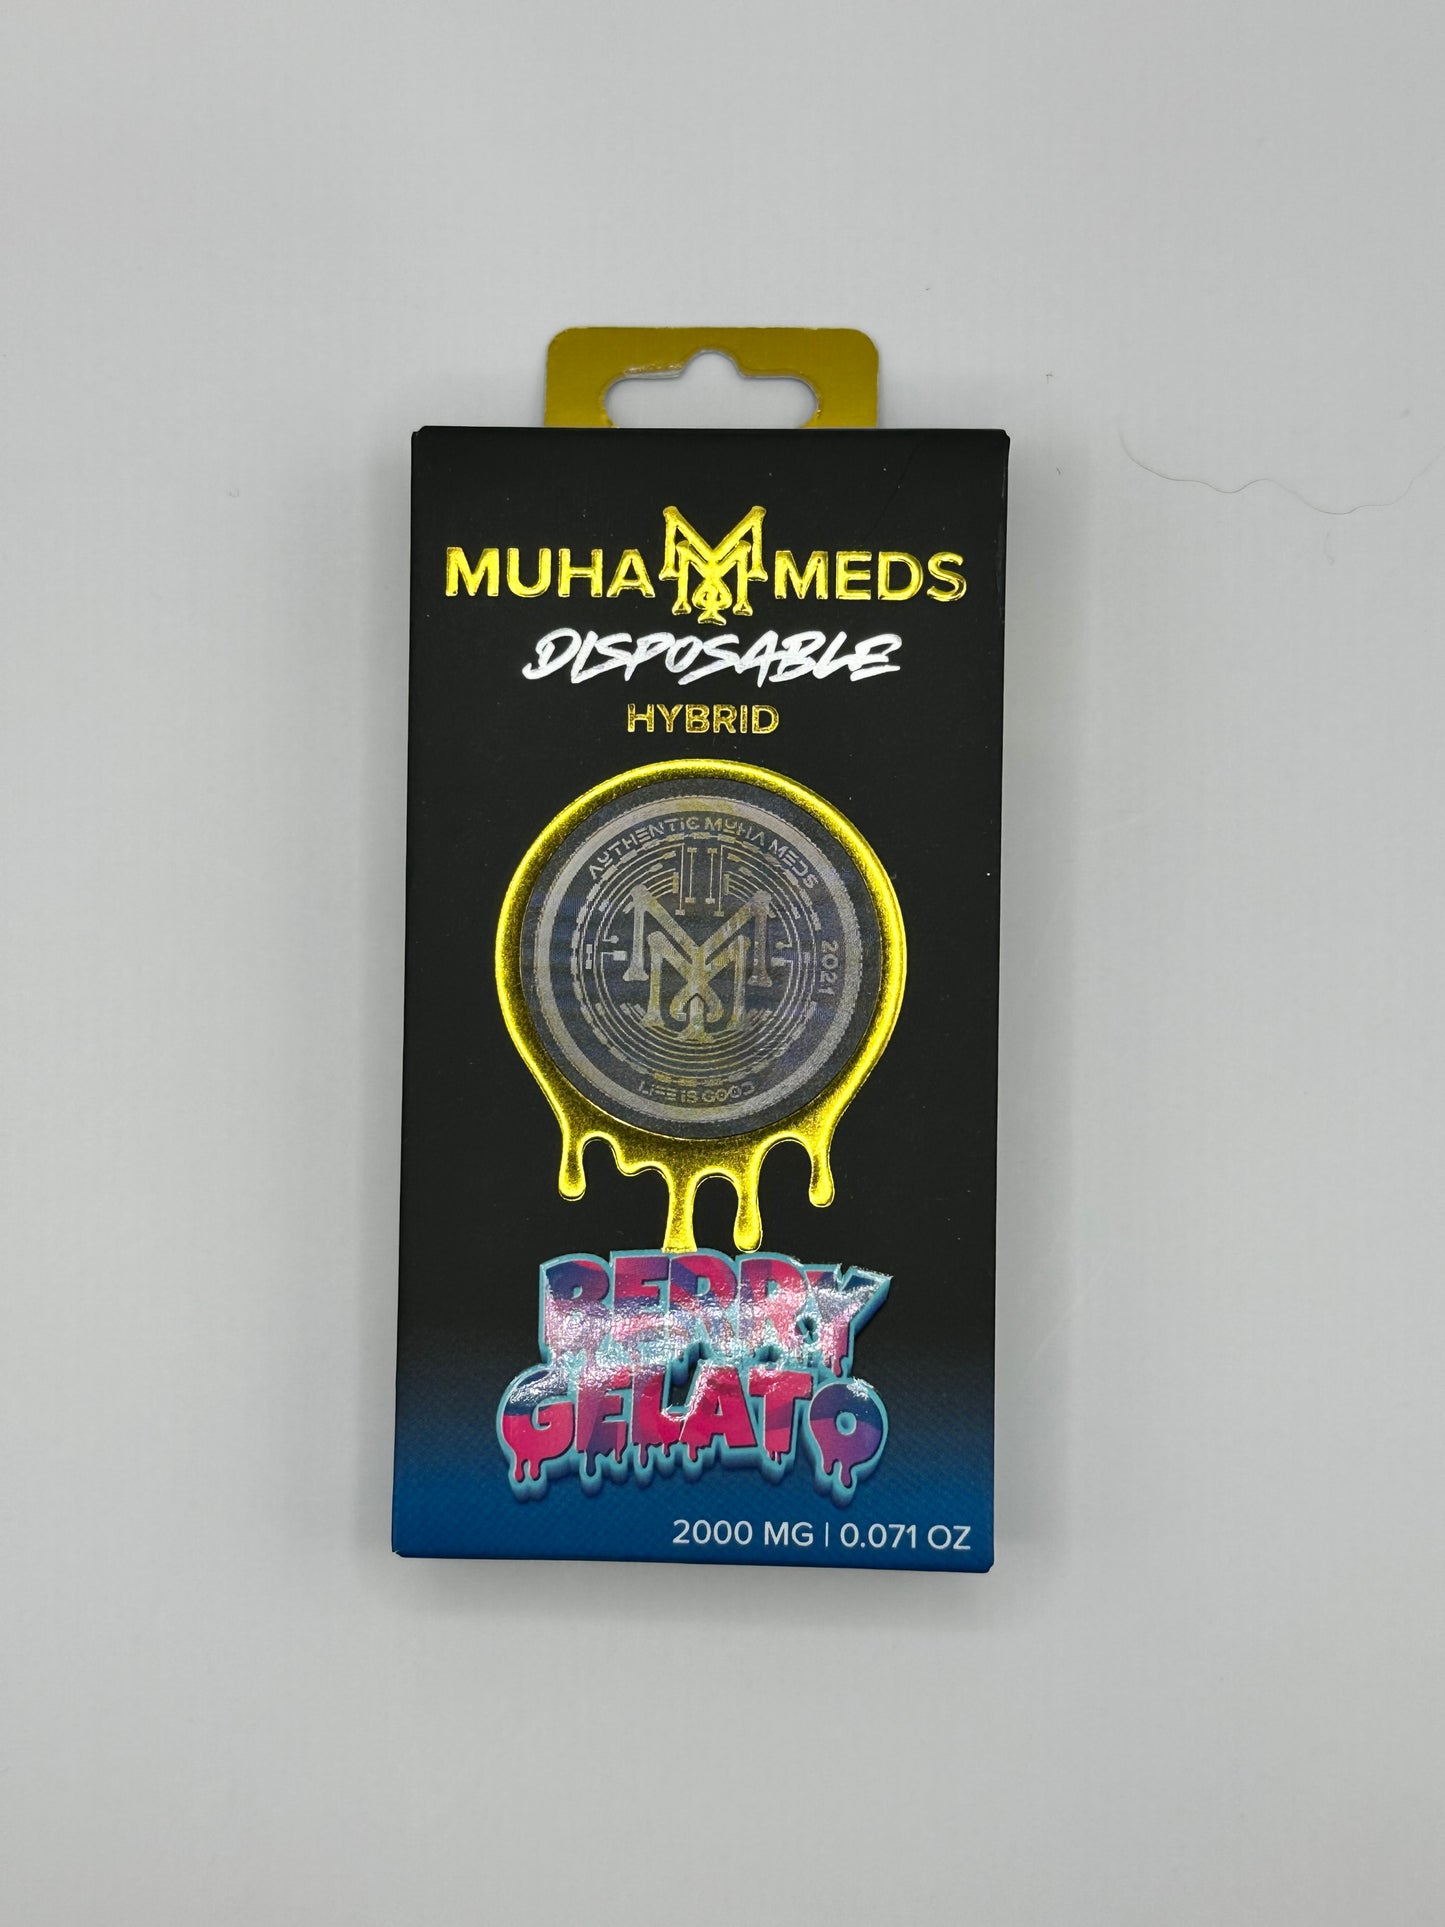 MUHA MEDS
DISPOSABLE
HYBRID
AUTHENTIC MUHA MEDS
2021
LIFE IS GOOD
BERRY
GELATO
2000 MG | 0.071 OZ